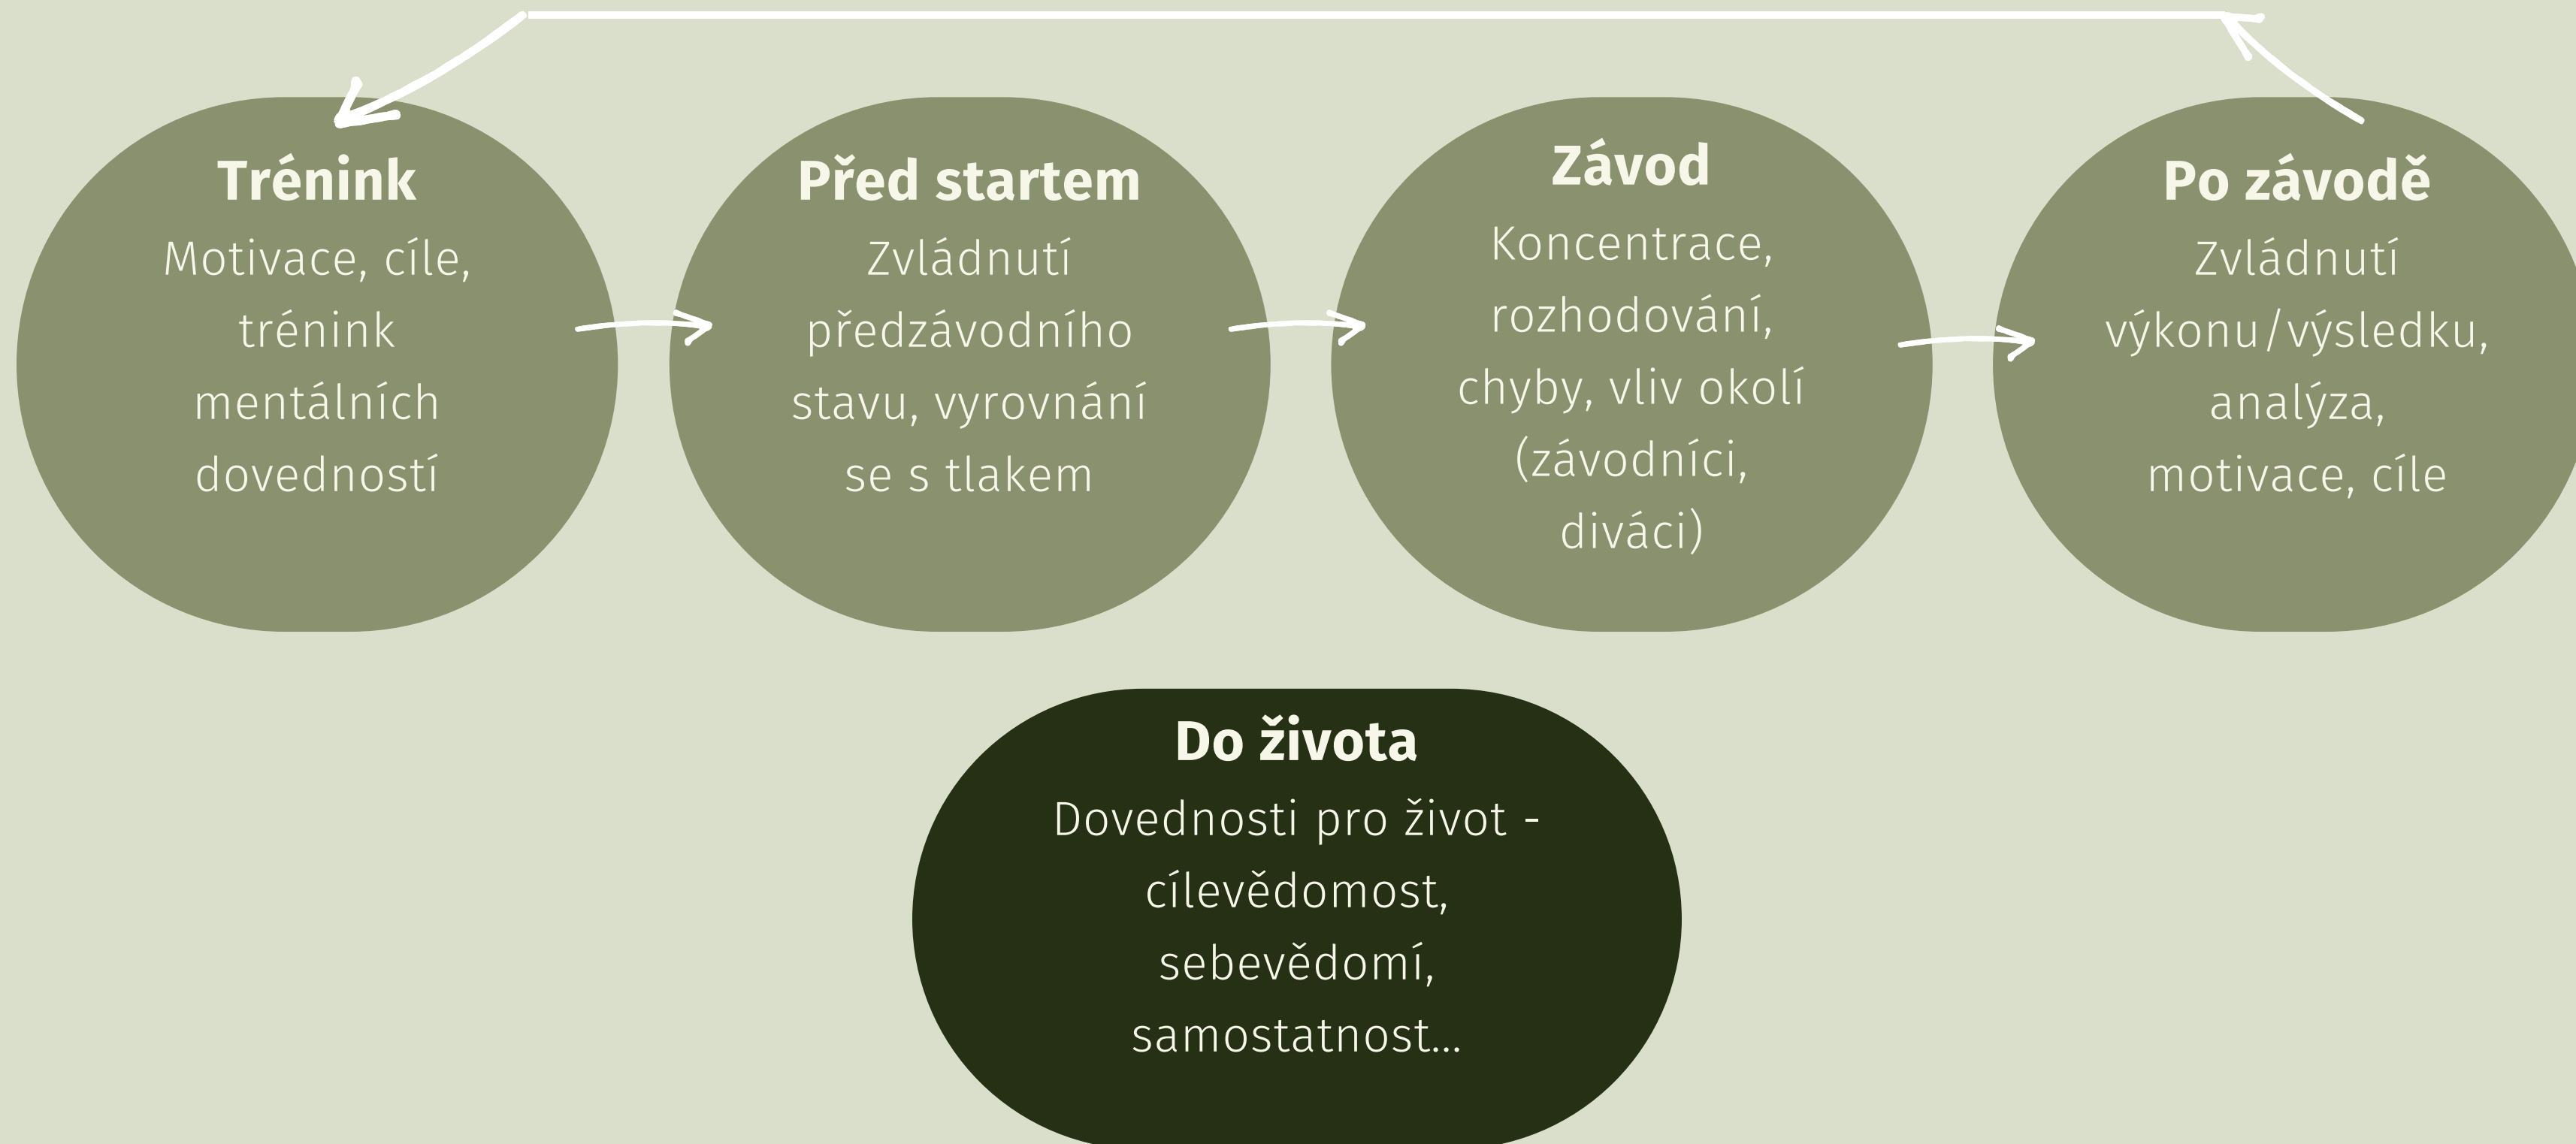 Trénink
Motivace, cíle,
trénink
mentálních
dovedností
Před startem
Zvládnutí
předzávodního
stavu, vyrovnání
se s tlakem
Závod
Koncentrace,
rozhodování,
chyby, vliv okolí
(závodníci,
diváci)
Po závodě
Zvládnutí
výkonu/výsledku,
analýza,
motivace, cíle
Do života
Dovednosti pro život -
cílevědomost,
sebevědomí,
samostatnost...